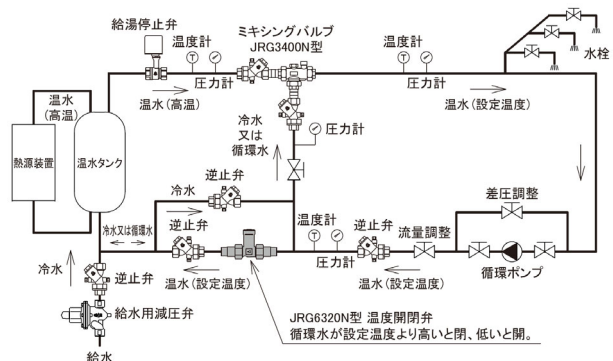 給湯停止弁
温度計
ミキシングバルブ
JRG3400N型
温度計
水栓
圧力計
圧力計
温水(高温)
温水(設定温度)
温水
(高温)
熱源装置
温水タンク
冷水
又は
循環水
圧力計
逆止弁
冷水
差圧調整
冷水又は循環水
逆止弁
温度計
逆止弁
流量調整
冷水
逆止弁
温水(設定温度)
圧力計
温水(設定温度)
循環ポンプ
給水用減圧弁
JRG6320N型 温度開閉弁
循環水が設定温度より高いと閉、低いと開。
給水